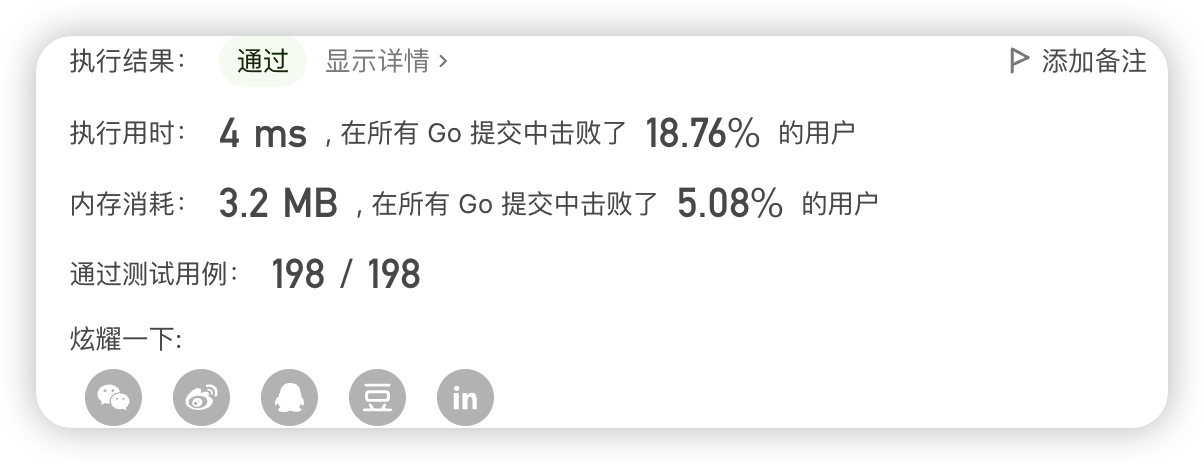 执行结果： 通过 显示详情 › 添加备注
执行用时： 4 ms , 在所有 Go 提交中击败了 18.76% 的用户
内存消耗： 3.2 MB , 在所有 Go 提交中击败了 5.08% 的用户
通过测试用例： 198 / 198
炫耀一下:
豆 in